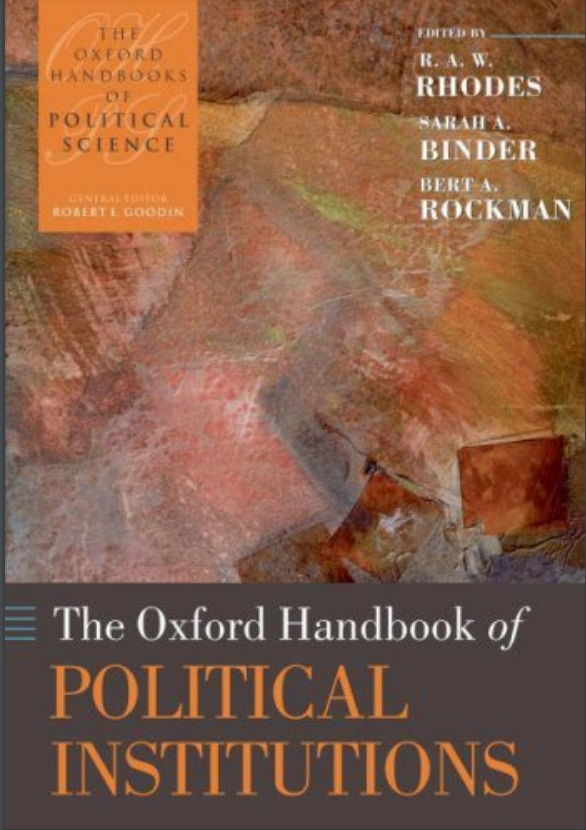 THE
OXFORD
HANDBOOKS
OF
POLITICAL
SCIENCE
GENERAL EDITOR
ROBERT E. GOODIN
EDITED BY
R. A. W.
RHODES
SARAH A.
BINDER
BERT A.
ROCKMAN
The Oxford Handbook of
POLITICAL
INSTITUTIONS